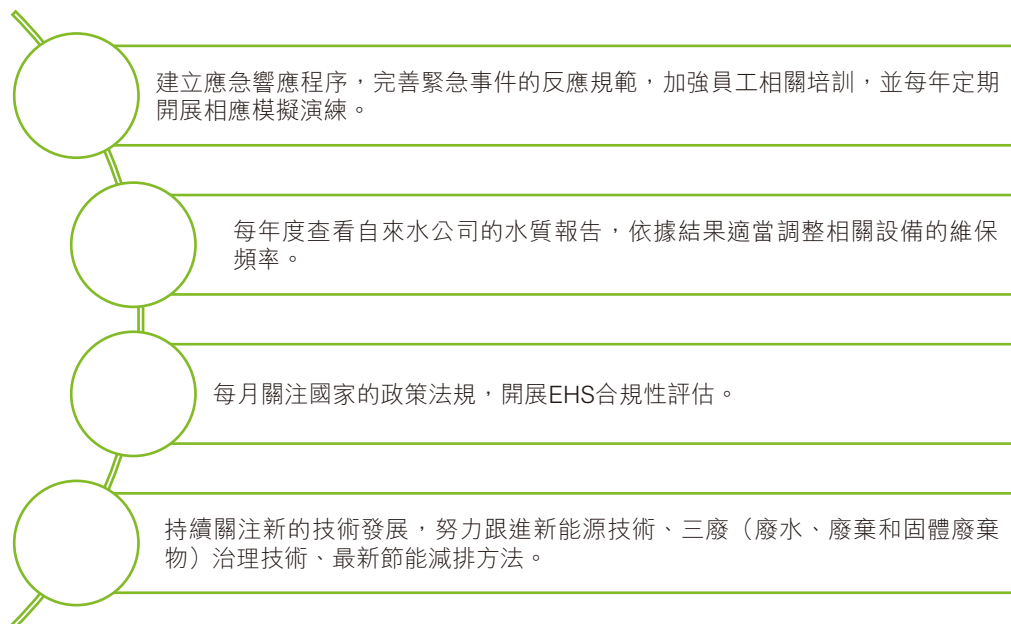 建立應急響應程序，完善緊急事件的反應規範，加強員工相關培訓，並每年定期
開展相應模擬演練。
每年度查看自來水公司的水質報告，依據結果適當調整相關設備的維保
頻率。
每月關注國家的政策法規，開展EHS合規性評估。
持續關注新的技術發展，努力跟進新能源技術、三廢（廢水、廢棄和固體廢棄
物）治理技術、最新節能減排方法。